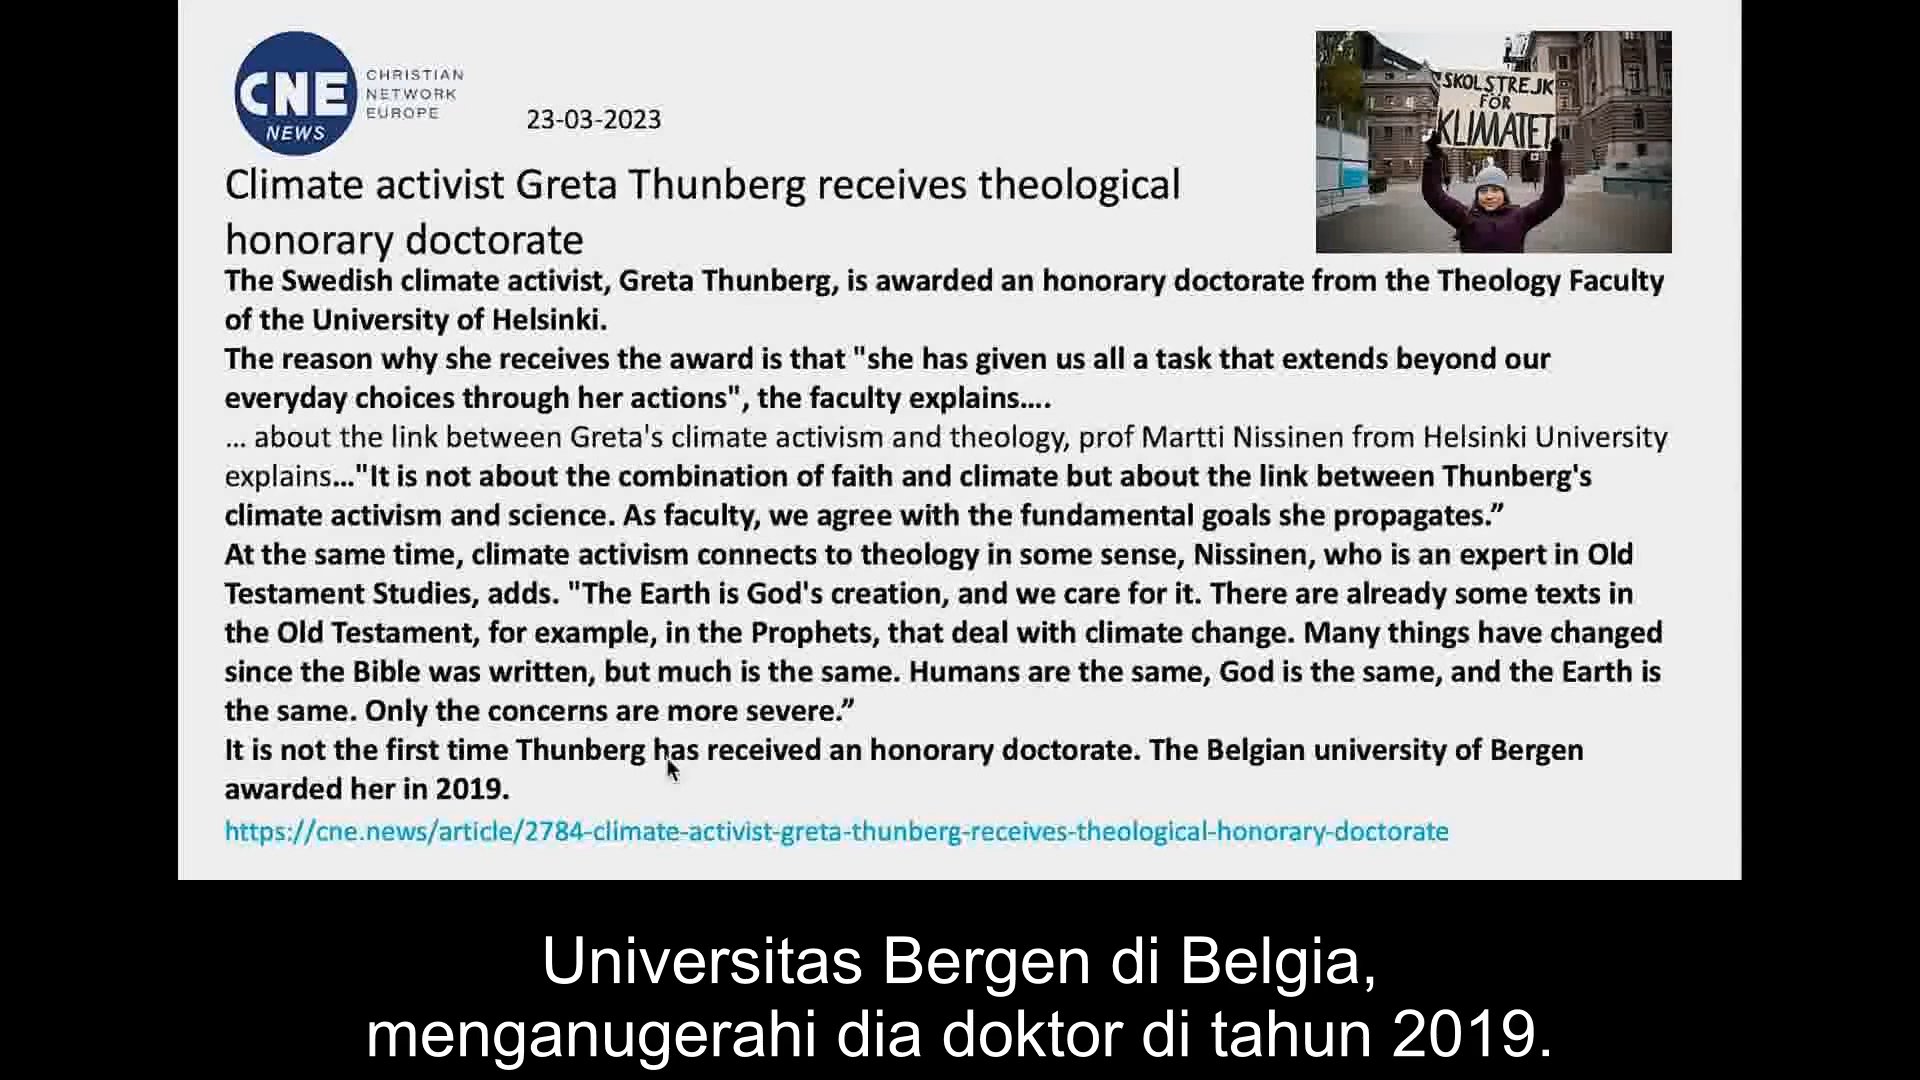 CNE
NEWS
CHRISTIAN
NETWORK
EUROPE
23-03-2023
SKOLSTREJK
FÖR
KLIMATET
Climate activist Greta Thunberg receives theological
honorary doctorate
The Swedish climate activist, Greta Thunberg, is awarded an honorary doctorate from the Theology Faculty
of the University of Helsinki.
The reason why she receives the award is that "she has given us all a task that extends beyond our
everyday choices through her actions", the faculty explains....
... about the link between Greta's climate activism and theology, prof Martti Nissinen from Helsinki University
explains..."It is not about the combination of faith and climate but about the link between Thunberg's
climate activism and science. As faculty, we agree with the fundamental goals she propagates.”
At the same time, climate activism connects to theology in some sense, Nissinen, who is an expert in Old
Testament Studies, adds. "The Earth is God's creation, and we care for it. There are already some texts in
the Old Testament, for example, in the Prophets, that deal with climate change. Many things have changed
since the Bible was written, but much is the same. Humans are the same, God is the same, and the Earth is
the same. Only the concerns are more severe.”
It is not the first time Thunberg has received an honorary doctorate. The Belgian university of Bergen
awarded her in 2019.
https://cne.news/article/2784-climate-activist-greta-thunberg-receives-theological-honorary-doctorate
Universitas Bergen di Belgia,
menganugerahi dia doktor di tahun 2019.